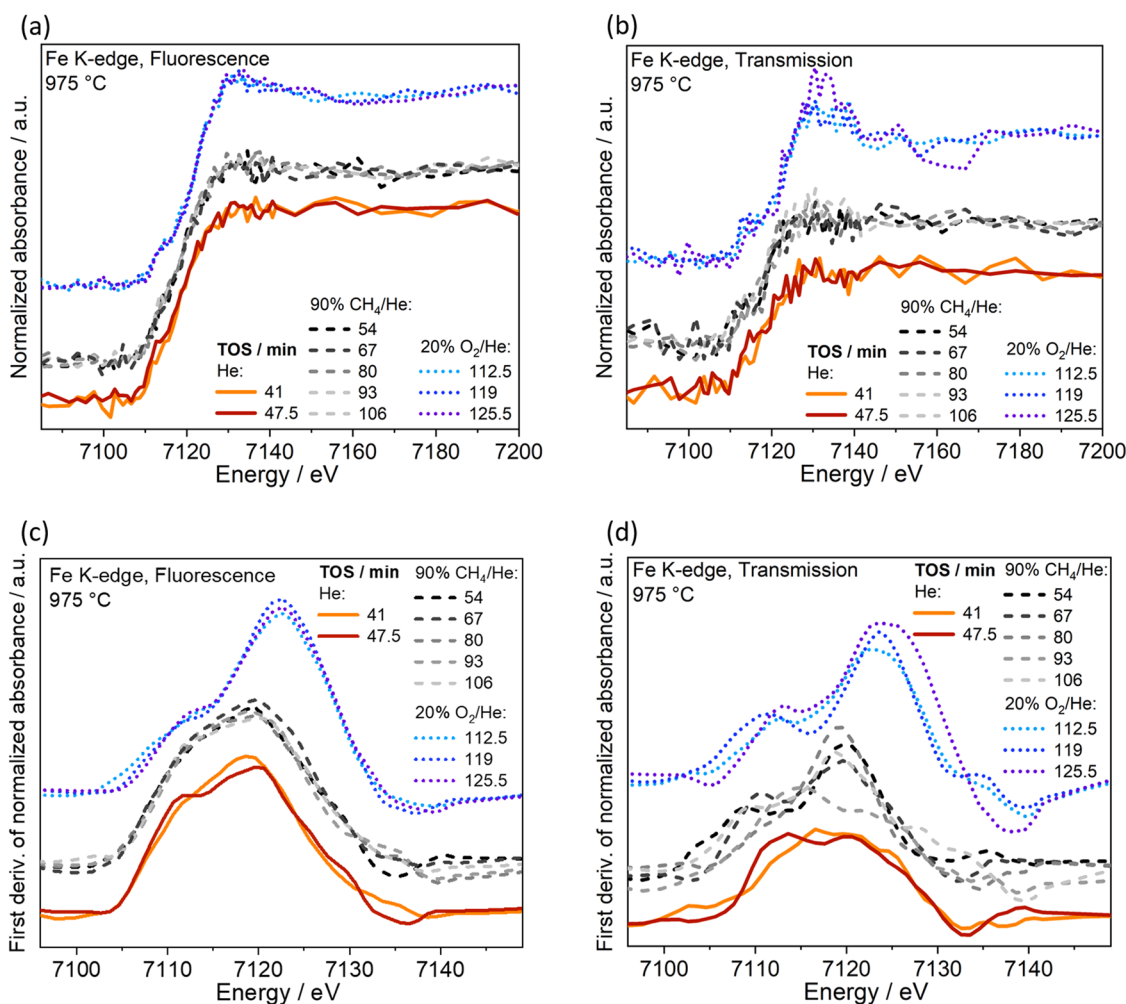 (a)
Fe K-edge, Fluorescence
975 °C
Normalized absorbance / a.u.
90% CH₄/He:
54
67
80
93
106
TOS / min
He:
41
47.5
20% O₂/He:
112.5
119
125.5
7100 7120 7140 7160 7180 7200
Energy / eV
(b)
Fe K-edge, Transmission
975 °C
Normalized absorbance / a.u.
90% CH₄/He:
54
67
80
93
106
TOS / min
He:
41
47.5
20% O₂/He:
112.5
119
125.5
7100 7120 7140 7160 7180 7200
Energy / eV
(c)
Fe K-edge, Fluorescence
975 °C
First deriv. of normalized absorbance / a.u.
TOS / min
He:
41
47.5
90% CH₄/He:
54
67
80
93
106
20% O₂/He:
112.5
119
125.5
7100 7110 7120 7130 7140
Energy / eV
(d)
Fe K-edge, Transmission
975 °C
First deriv. of normalized absorbance / a.u.
TOS / min
He:
41
47.5
90% CH₄/He:
54
67
80
93
106
20% O₂/He:
112.5
119
125.5
7100 7110 7120 7130 7140
Energy / eV